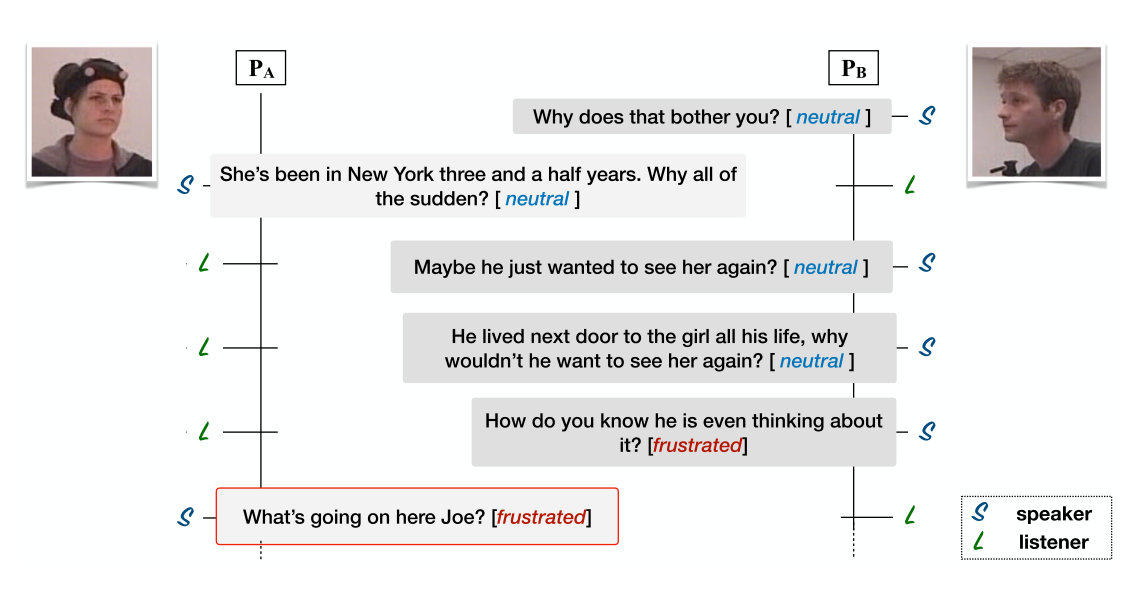 P_A
P_B
Why does that bother you? [ neutral ]
S
She’s been in New York three and a half years. Why all of
the sudden? [ neutral ]
S
L
Maybe he just wanted to see her again? [ neutral ]
L
S
He lived next door to the girl all his life, why
wouldn’t he want to see her again? [ neutral ]
L
S
How do you know he is even thinking about
it? [frustrated]
L
S
What’s going on here Joe? [frustrated]
S
L
S speaker
L listener